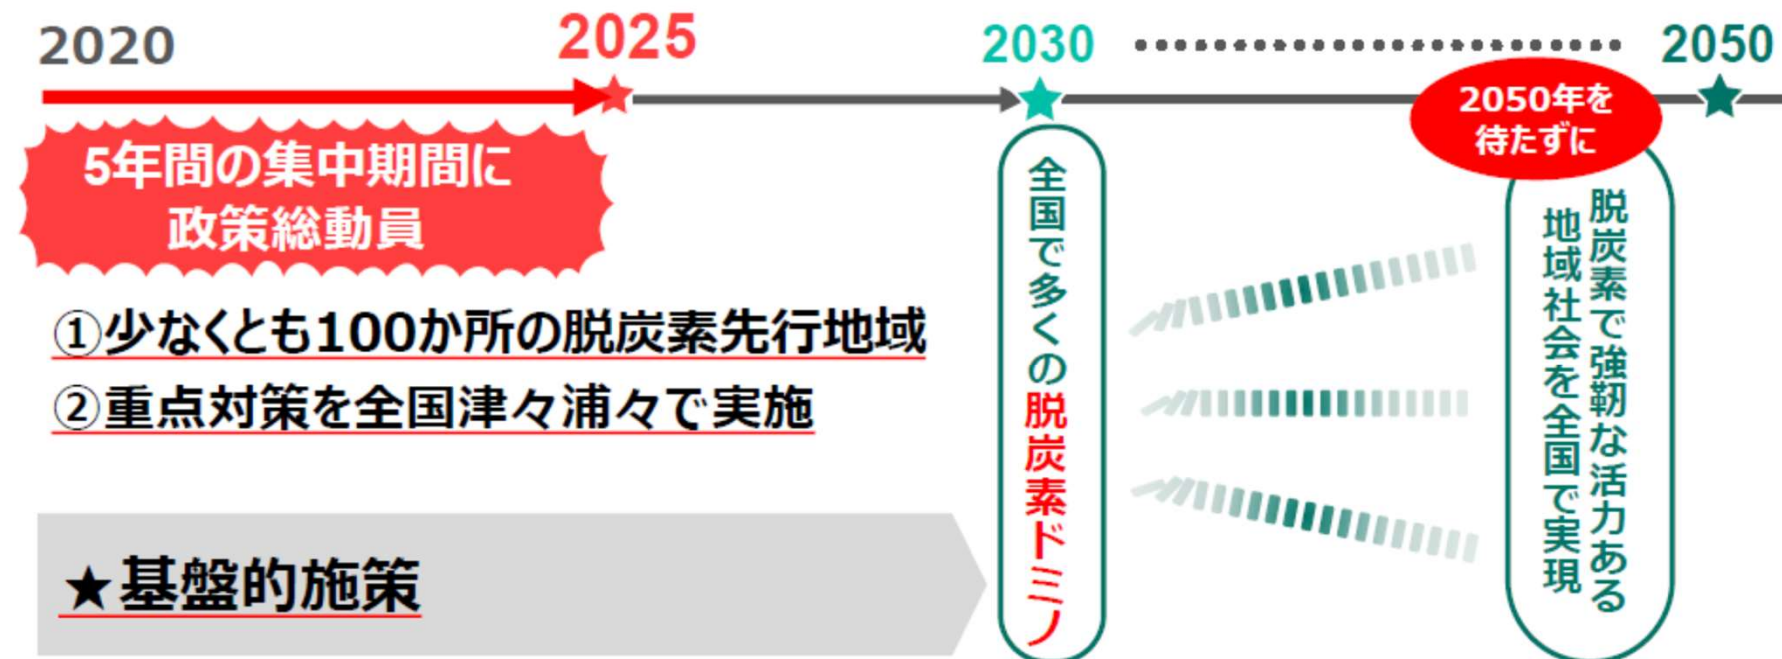 2020
2025
2030
2050
5年間の集中期間に
政策総動員
①少なくとも100か所の脱炭素先行地域
②重点対策を全国津々浦々で実施
★基盤的施策
全国で多くの脱炭素ドミノ
2050年を
待たずに
脱炭素で強靭な活力ある
地域社会を全国で実現